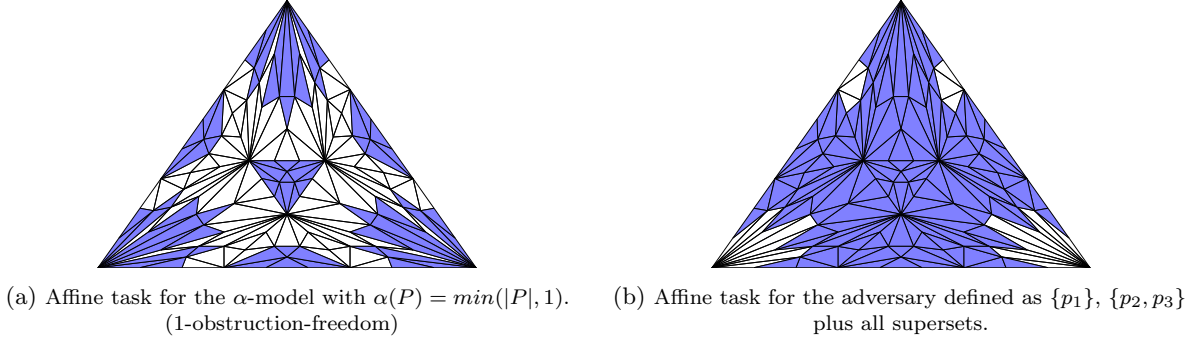 (a) Affine task for the α-model with α(P) = min(|P|, 1).
(1-obstruction-freedom)
(b) Affine task for the adversary defined as {p₁}, {p₂, p₃}
plus all supersets.